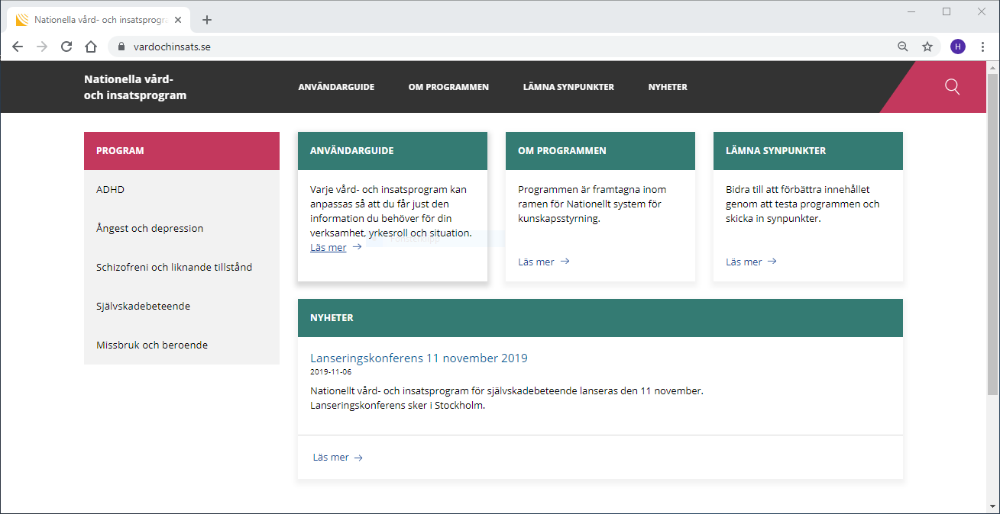 Nationella vård- och insatsprogra
vardochinsats.se
H
Nationella vård-
och insatsprogram
ANVÄNDARGUIDE
OM PROGRAMMEN
LÄMNA SYNPUNKTER
NYHETER
PROGRAM
ADHD
Ångest och depression
Schizofreni och liknande tillstånd
Självskadebeteende
Missbruk och beroende
ANVÄNDARGUIDE
Varje vård- och insatsprogram kan
anpassas så att du får just den
information du behöver för din
verksamhet, yrkesroll och situation.
Läs mer →
OM PROGRAMMEN
Programmen är framtagna inom
ramen för Nationellt system för
kunskapsstyrning.
Läs mer →
LÄMNA SYNPUNKTER
Bidra till att förbättra innehållet
genom att testa programmen och
skicka in synpunkter.
Läs mer →
NYHETER
Lanseringskonferens 11 november 2019
2019-11-06
Nationellt vård- och insatsprogram för självskadebeteende lanseras den 11 november.
Lanseringskonferens sker i Stockholm.
Läs mer →